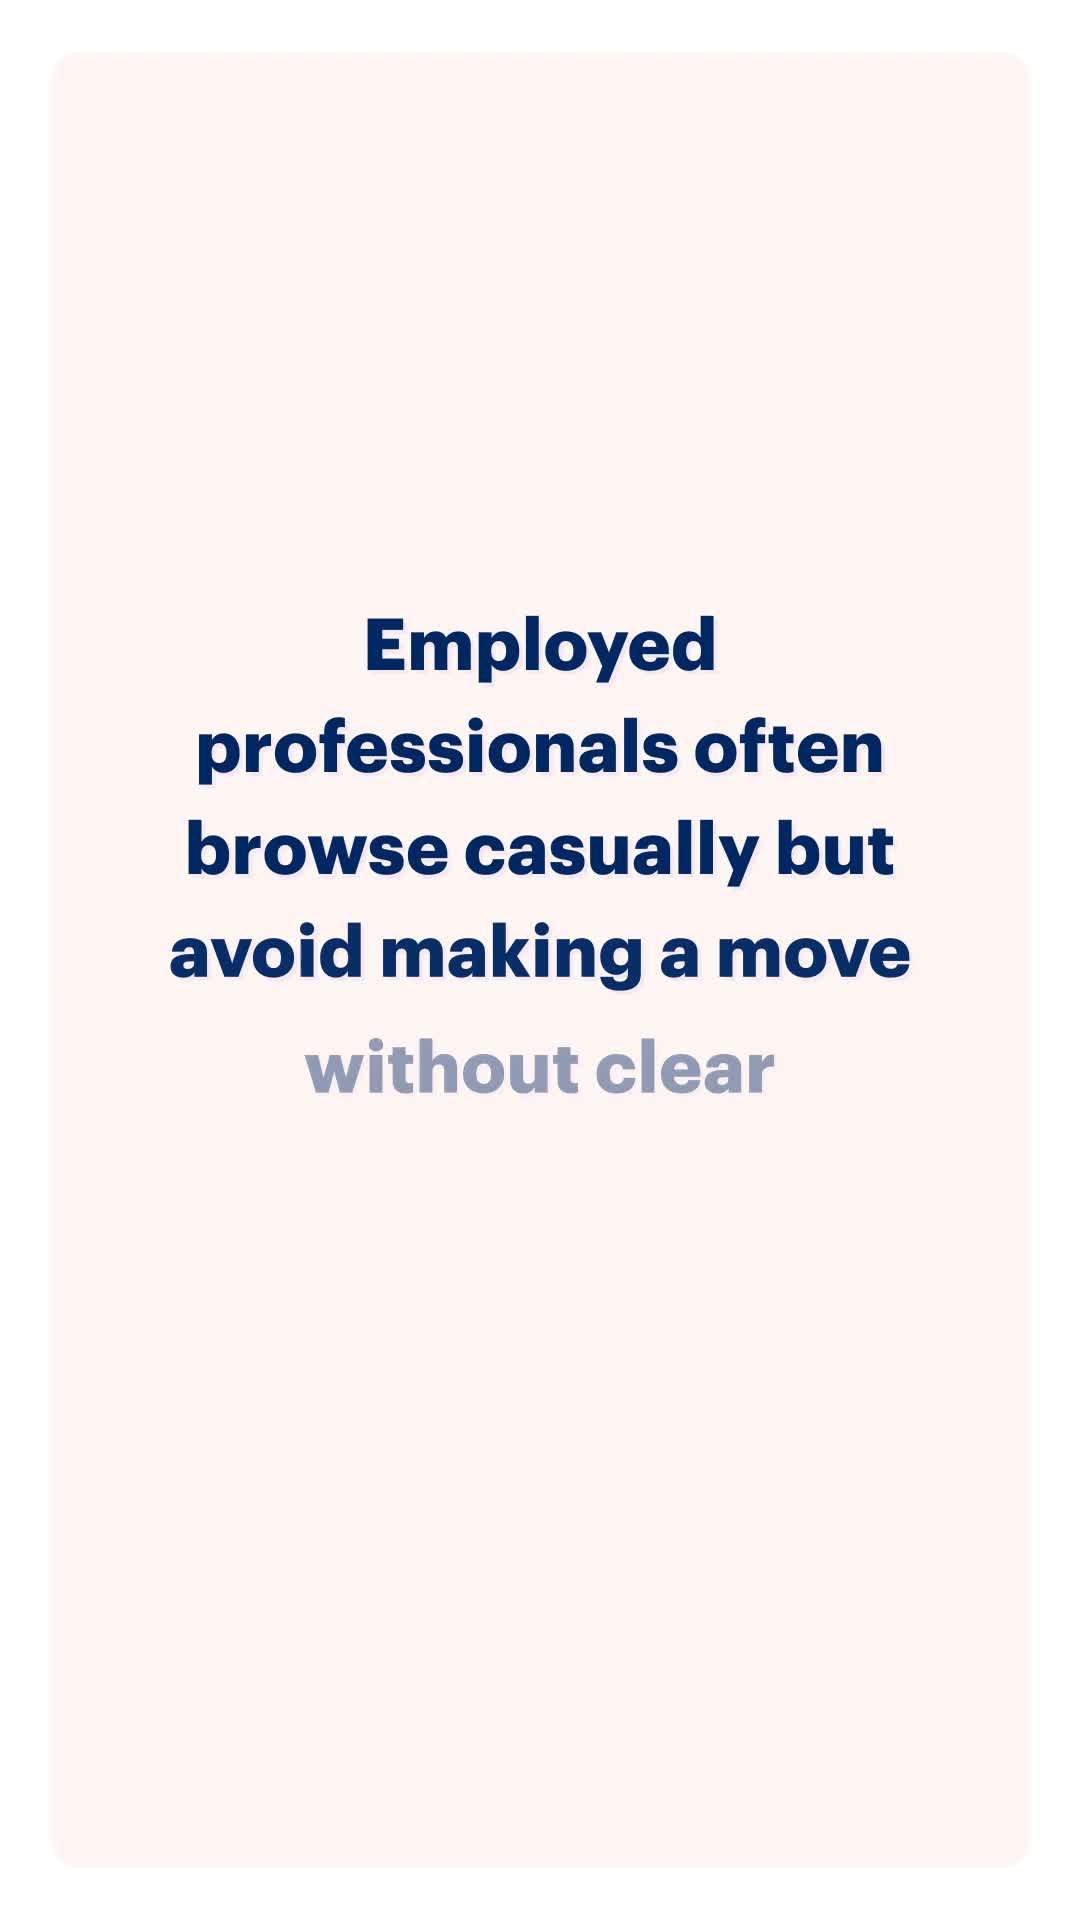 Employed
professionals often
browse casually but
avoid making a move
without clear